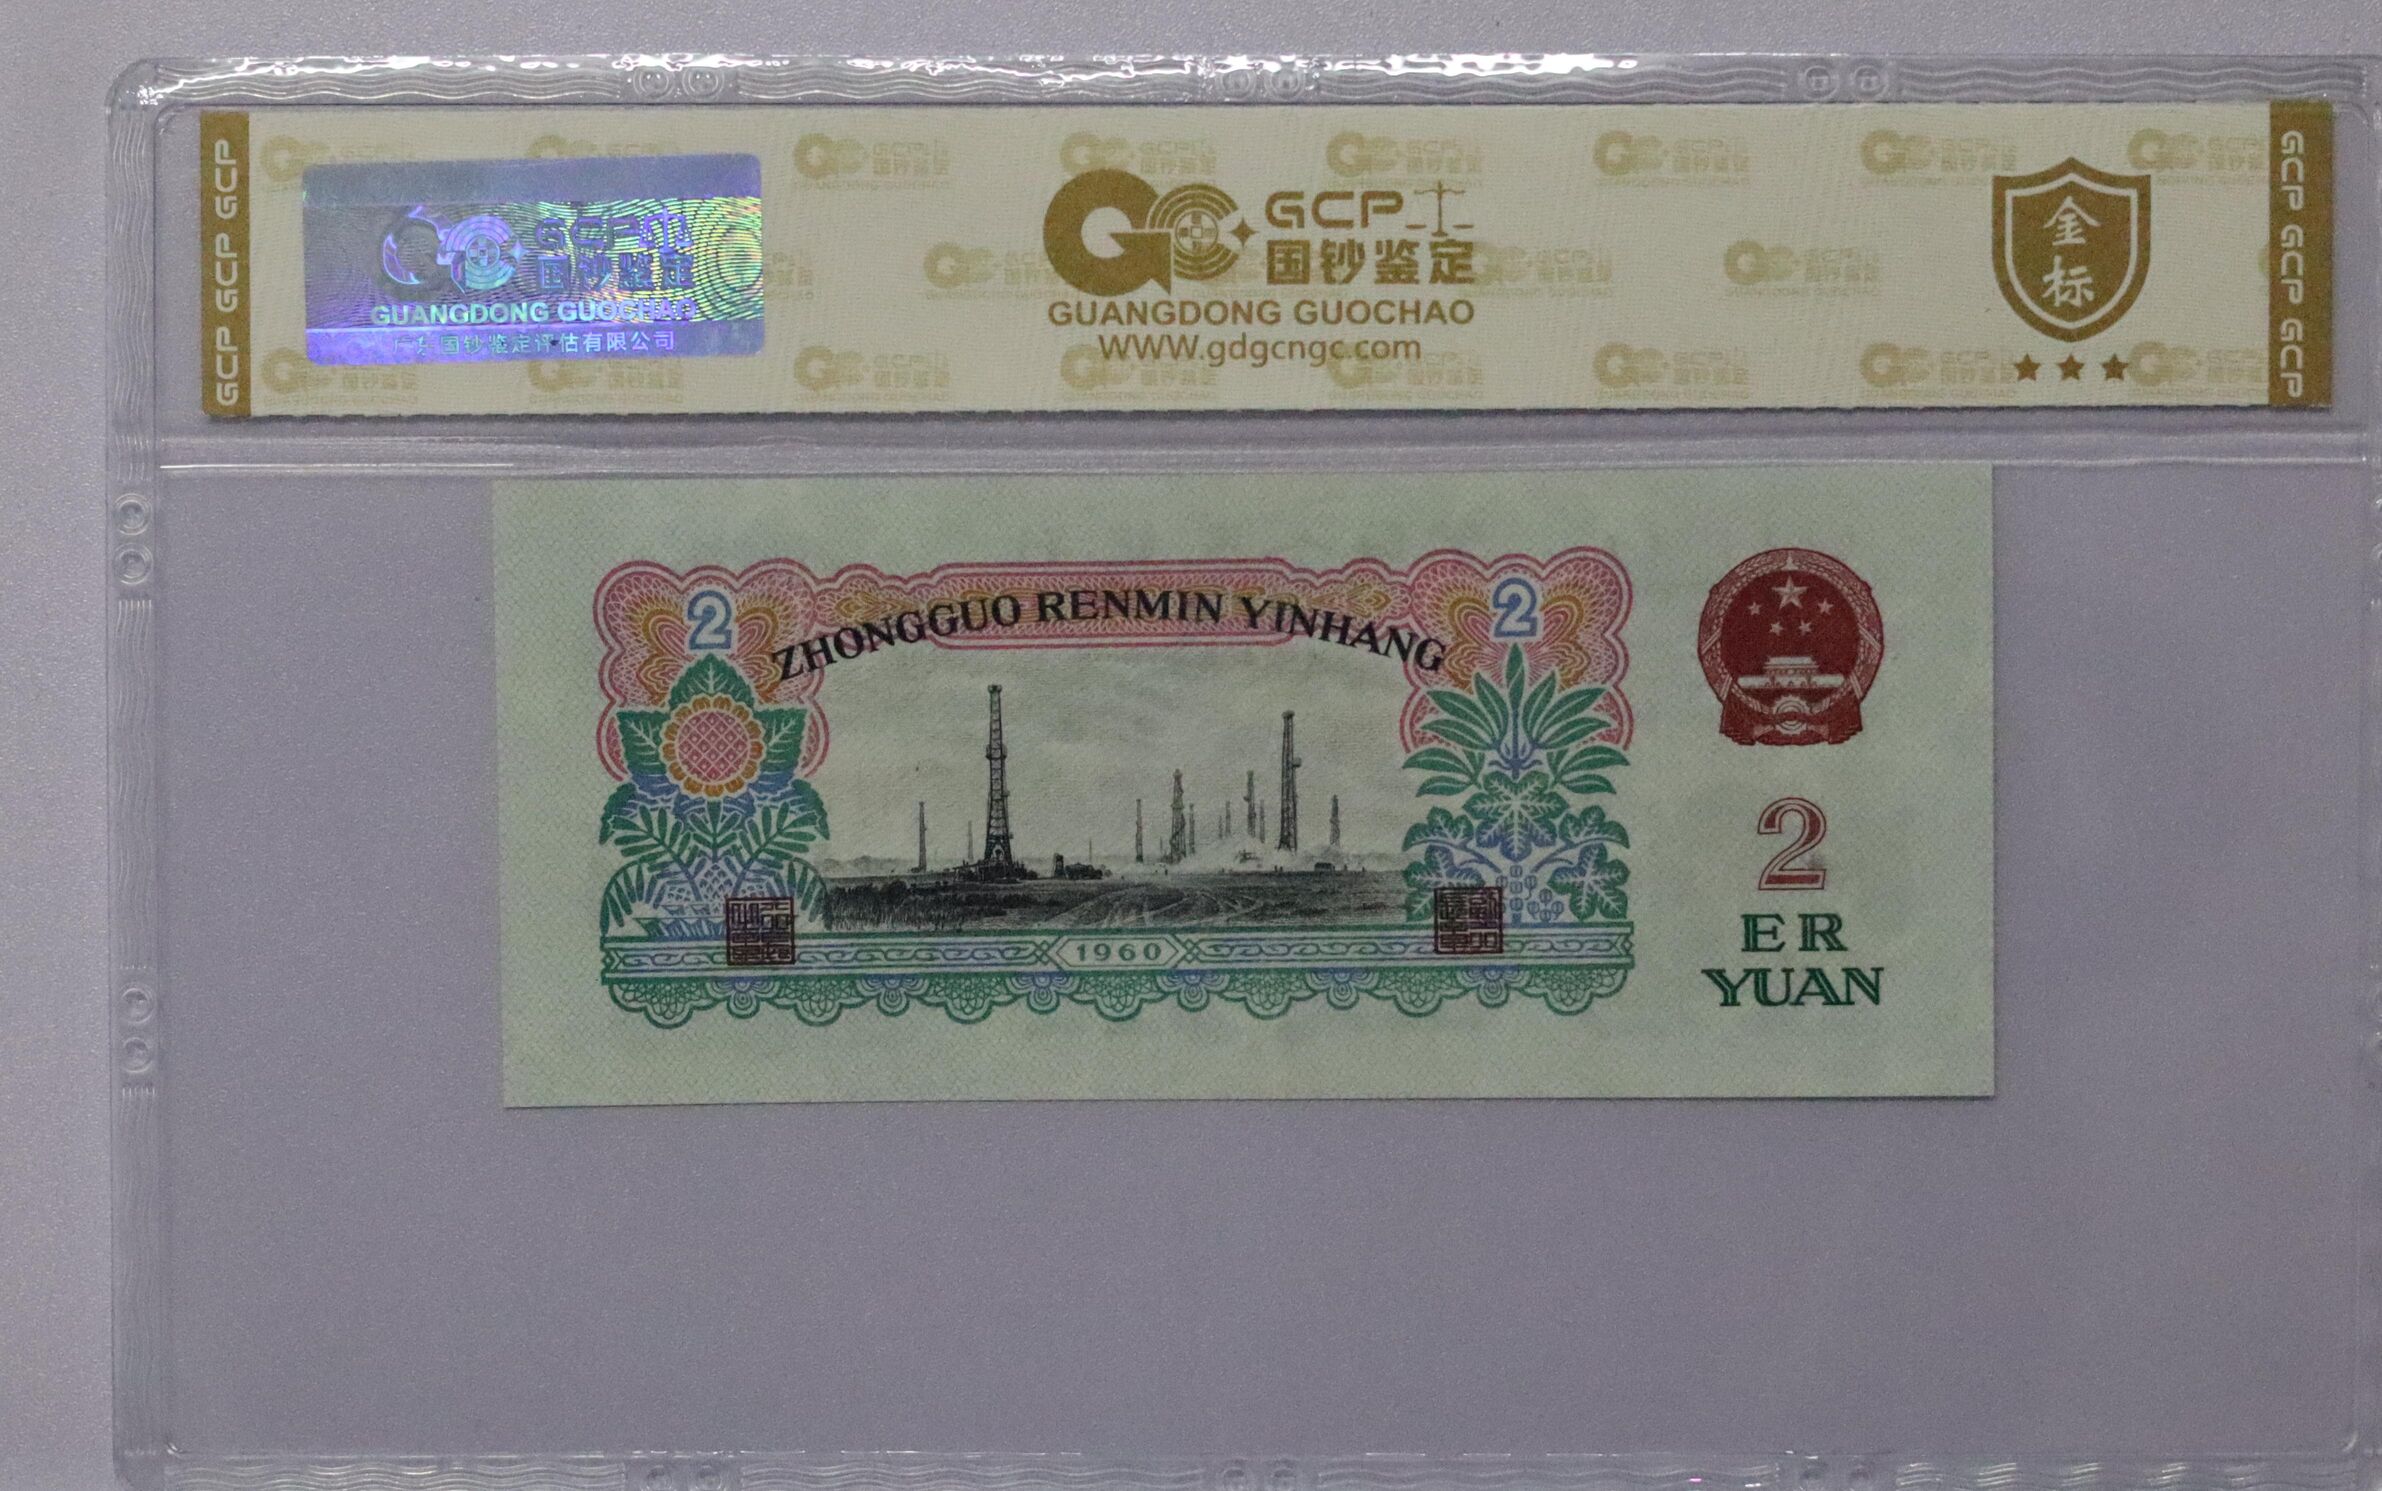 GCP GCP GCP
GCP
国钞鉴定
GUANGDONG GUOCHAO
广东国钞鉴定评估有限公司
GCP
国钞鉴定
GUANGDONG GUOCHAO
www.gdgcngc.com
金标
GCP GCP GCP
2
ZHONGGUO RENMIN YINHANG
2
1960
2
ER
YUAN